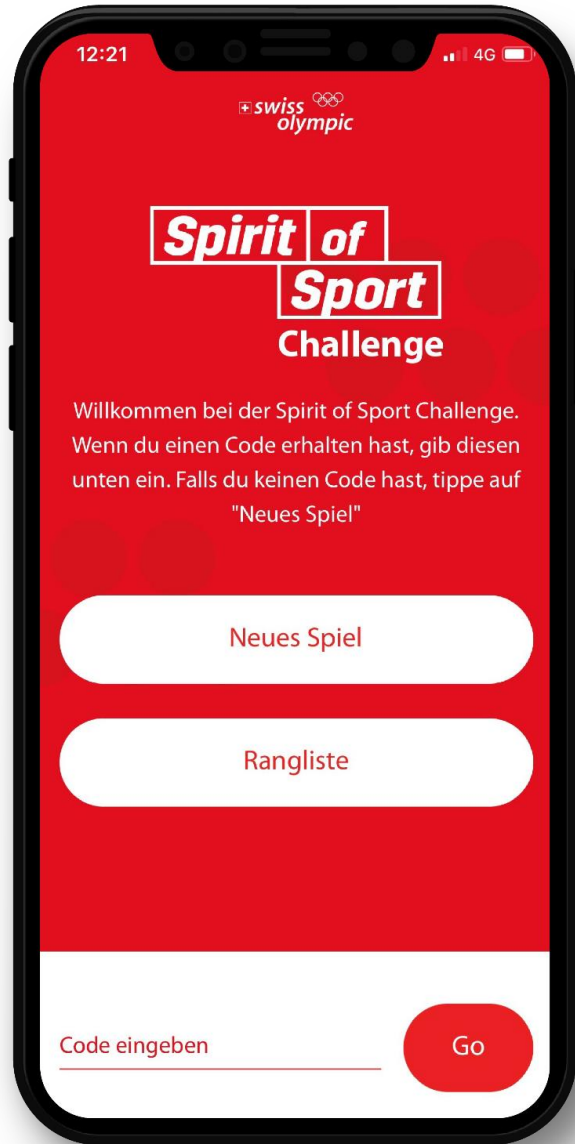 12:21 4G
swiss
olympic
Spirit of
Sport
Challenge
Willkommen bei der Spirit of Sport Challenge.
Wenn du einen Code erhalten hast, gib diesen
unten ein. Falls du keinen Code hast, tippe auf
"Neues Spiel"
Neues Spiel
Rangliste
Code eingeben Go